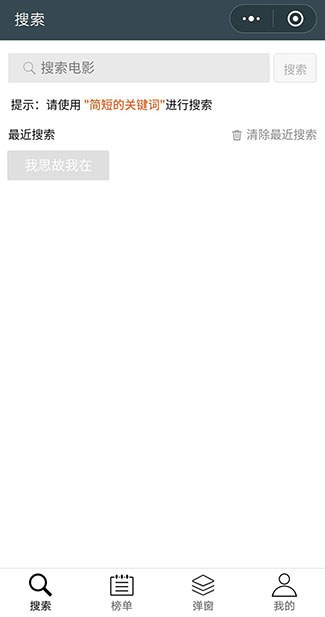 搜索
搜索电影
搜索
提示：请使用 "简短的关键词"进行搜索
最近搜索
清除最近搜索
我思故我在
搜索
榜单
弹窗
我的